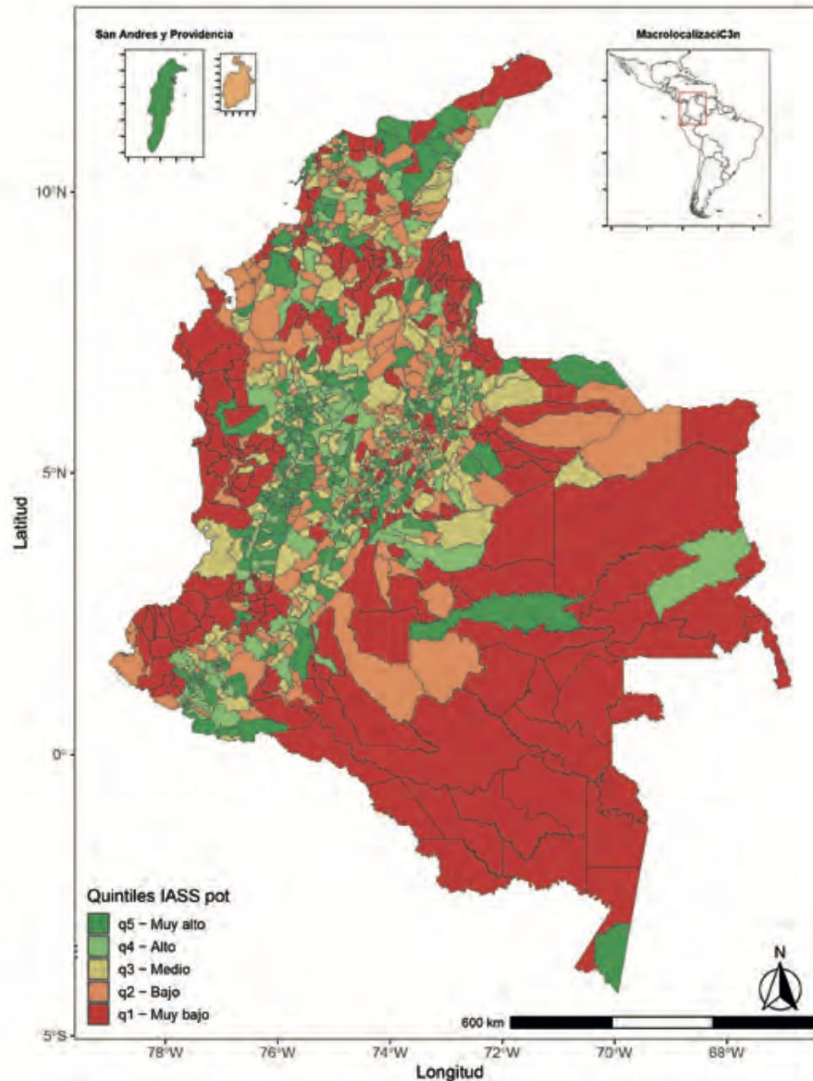 San Andres y Providencia
MacrolocalizaciC3n
10°N
5°N
0°
5°S
Latitud
Quintiles IASS pot
q5 – Muy alto
q4 – Alto
q3 – Medio
q2 – Bajo
q1 – Muy bajo
N
600 km
78°W 76°W 74°W 72°W 70°W 68°W
Longitud